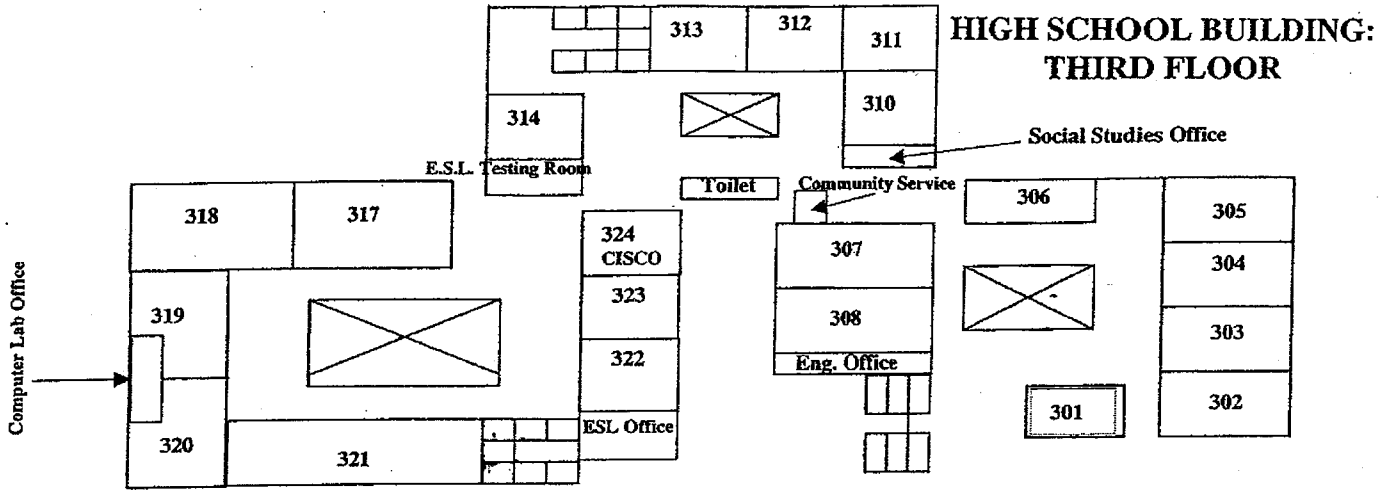 HIGH SCHOOL BUILDING:
THIRD FLOOR
313
312
311
314
310
Social Studies Office
E.S.L. Testing Room
Toilet
Community Service
318
317
306
305
324
CISCO
307
304
Computer Lab Office
319
323
308
303
322
Eng. Office
301
302
320
321
ESL Office